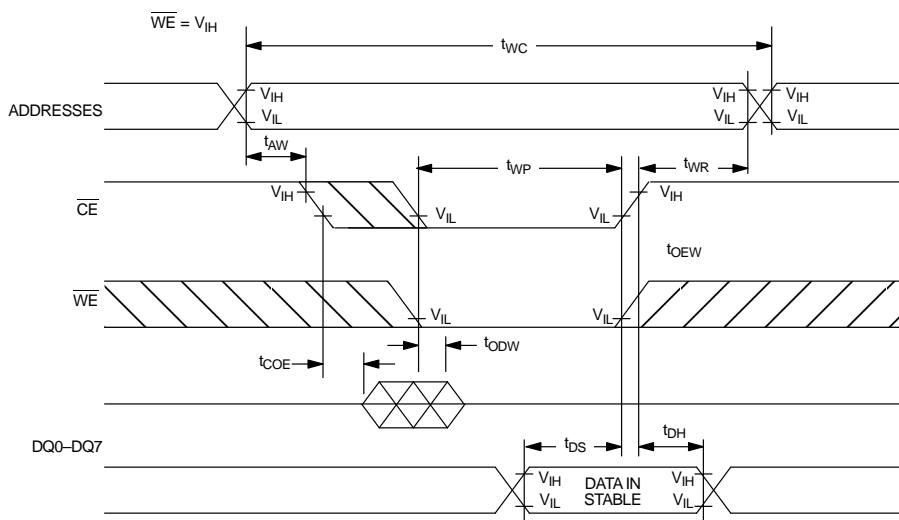 WE = VIH
tWC
ADDRESSES
VIH
VIL
VIH
VIL
VIH
VIL
tAW
tWP
tWR
CE
VIH
VIL
VIL
VIH
tOEW
WE
VIL
VIL
tCOE
tODW
DQ0–DQ7
tDS
tDH
VIH
VIL
DATA IN
STABLE
VIH
VIL